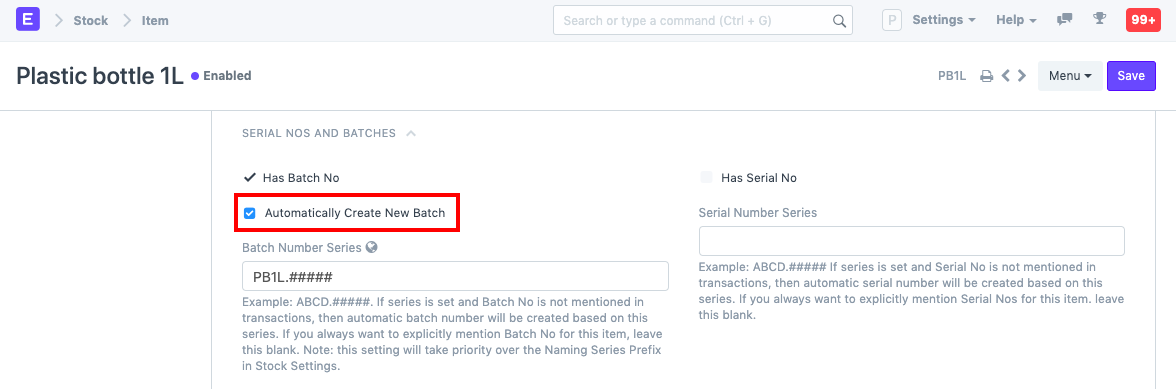 E Stock Item Search or type a command (Ctrl + G) P Settings Help 99+
Plastic bottle 1L Enabled PB1L Menu Save
SERIAL NOS AND BATCHES
Has Batch No
Automatically Create New Batch
Batch Number Series
PB1L.#####
Example: ABCD.#####. If series is set and Batch No is not mentioned in
transactions, then automatic batch number will be created based on this
series. If you always want to explicitly mention Batch No for this item, leave
this blank. Note: this setting will take priority over the Naming Series Prefix
in Stock Settings.
Has Serial No
Serial Number Series
Example: ABCD.##### If series is set and Serial No is not mentioned in
transactions, then automatic serial number will be created based on this
series. If you always want to explicitly mention Serial Nos for this item. leave
this blank.